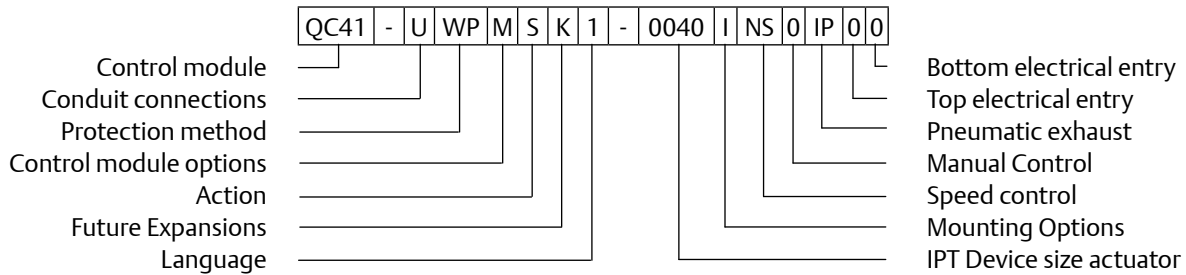 QC41 - U WP M S K 1 - 0040 I NS 0 IP 0 0
Control module
Conduit connections
Protection method
Control module options
Action
Future Expansions
Language
Bottom electrical entry
Top electrical entry
Pneumatic exhaust
Manual Control
Speed control
Mounting Options
IPT Device size actuator